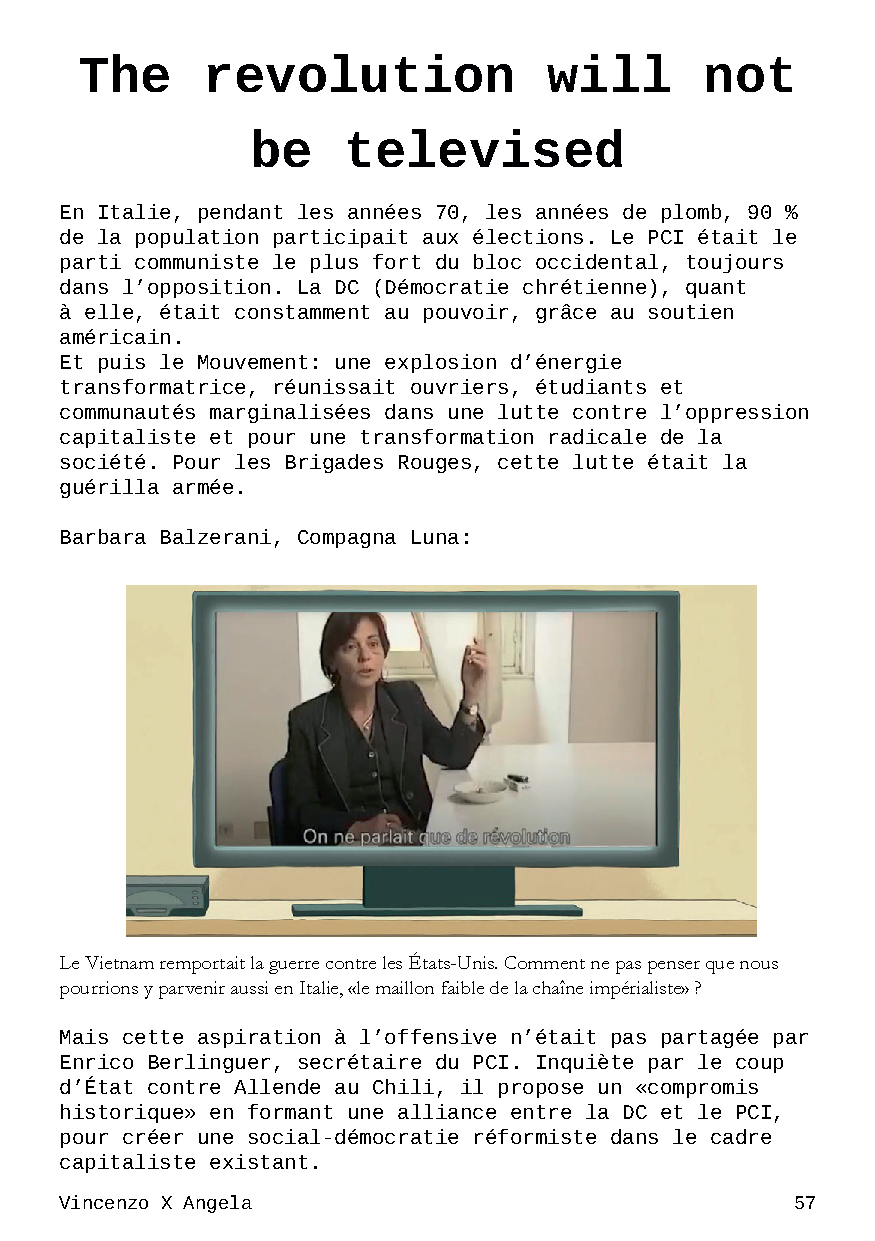 The revolution will not
be televised
En Italie, pendant les années 70, les années de plomb, 90 %
de la population participait aux élections. Le PCI était le
parti communiste le plus fort du bloc occidental, toujours
dans l’opposition. La DC (Démocratie chrétienne), quant
à elle, était constamment au pouvoir, grâce au soutien
américain.
Et puis le Mouvement: une explosion d’énergie
transformatrice, réunissait ouvriers, étudiants et
communautés marginalisées dans une lutte contre l’oppression
capitaliste et pour une transformation radicale de la
société. Pour les Brigades Rouges, cette lutte était la
guérilla armée.
Barbara Balzerani, Compagna Luna:
On ne parlait que de révolution
Le Vietnam remportait la guerre contre les États-Unis. Comment ne pas penser que nous
pourrions y parvenir aussi en Italie, «le maillon faible de la chaîne impérialiste» ?
Mais cette aspiration à l’offensive n’était pas partagée par
Enrico Berlinguer, secrétaire du PCI. Inquiète par le coup
d’État contre Allende au Chili, il propose un «compromis
historique» en formant une alliance entre la DC et le PCI,
pour créer une social-démocratie réformiste dans le cadre
capitaliste existant.
Vincenzo X Angela 57